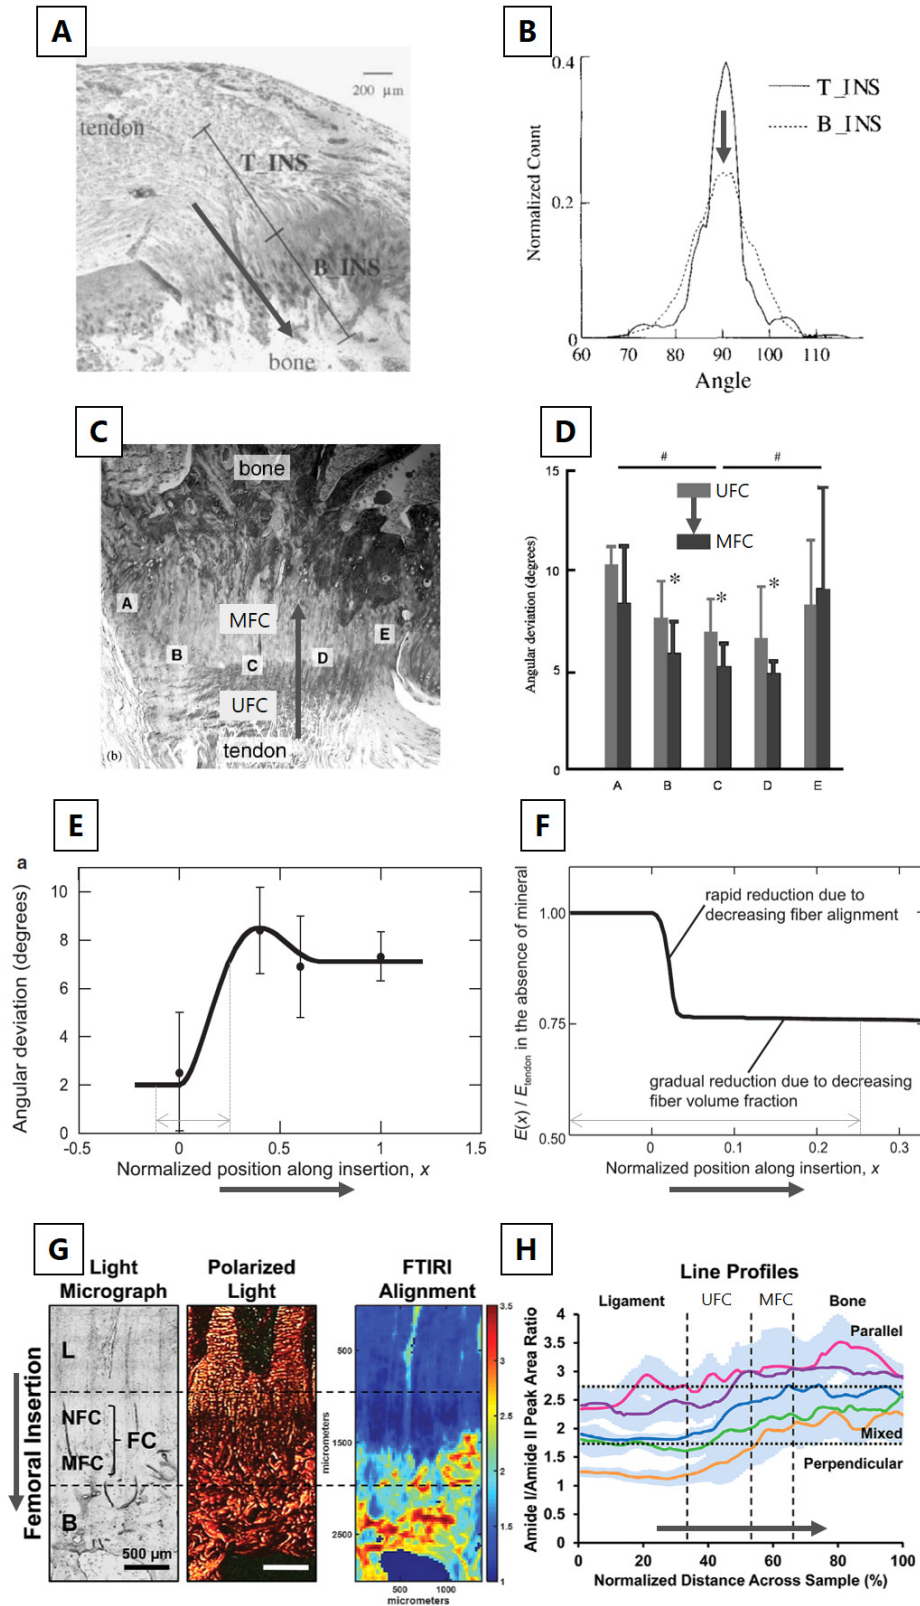 A
200 μm
tendon
T_INS
B_INS
bone
B
0.4
0.2
0
Normalized Count
T_INS
B_INS
60 70 80 90 100 110
Angle
C
bone
A
MFC
E
B
C
D
UFC
tendon
(b)
D
# #
15
10
5
0
Angular deviation (degrees)
UFC
MFC
* * *
A B C D E
E
a
Angular deviation (degrees)
10
8
6
4
2
0
-0.5 0 0.5 1 1.5
Normalized position along insertion, x
F
E(x) / Etendon in the absence of mineral
1.00
0.75
0.50
rapid reduction due to
decreasing fiber alignment
gradual reduction due to decreasing
fiber volume fraction
0 0.1 0.2 0.3
Normalized position along insertion, x
G
Light
Micrograph
Polarized
Light
FTIRI
Alignment
Femoral Insertion
L
NFC
FC
MFC
B
500 μm
500
1500
2500
micrometers
500 1000
micrometers
3.5
3
2.5
2
1.5
1
H
Line Profiles
Ligament UFC MFC Bone
Amide I/Amide II Peak Area Ratio
4
3.5
3
2.5
2
1.5
1
0.5
0
Parallel
Mixed
Perpendicular
0 20 40 60 80 100
Normalized Distance Across Sample (%)